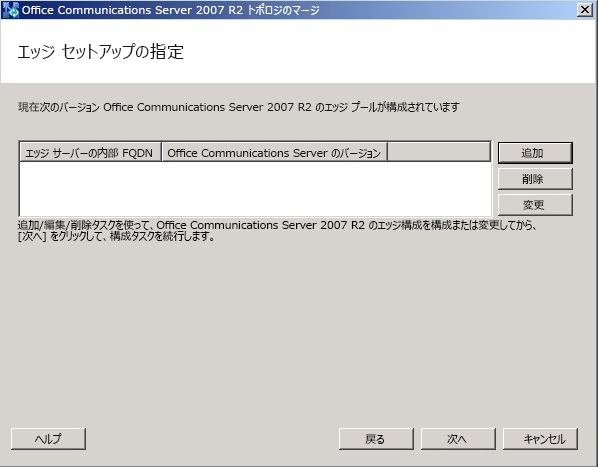 Office Communications Server 2007 R2 トポロジのマージ
エッジ セットアップの指定
現在次のバージョン Office Communications Server 2007 R2 のエッジ プールが構成されています
エッジ サーバーの内部 FQDN Office Communications Server のバージョン
追加
削除
変更
追加/編集/削除タスクを使って、Office Communications Server 2007 R2 のエッジ構成を構成または変更してから、
[次へ] をクリックして、構成タスクを続行します。
ヘルプ 戻る 次へ キャンセル